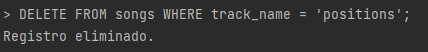 > DELETE FROM songs WHERE track_name = 'positions';
Registro eliminado.